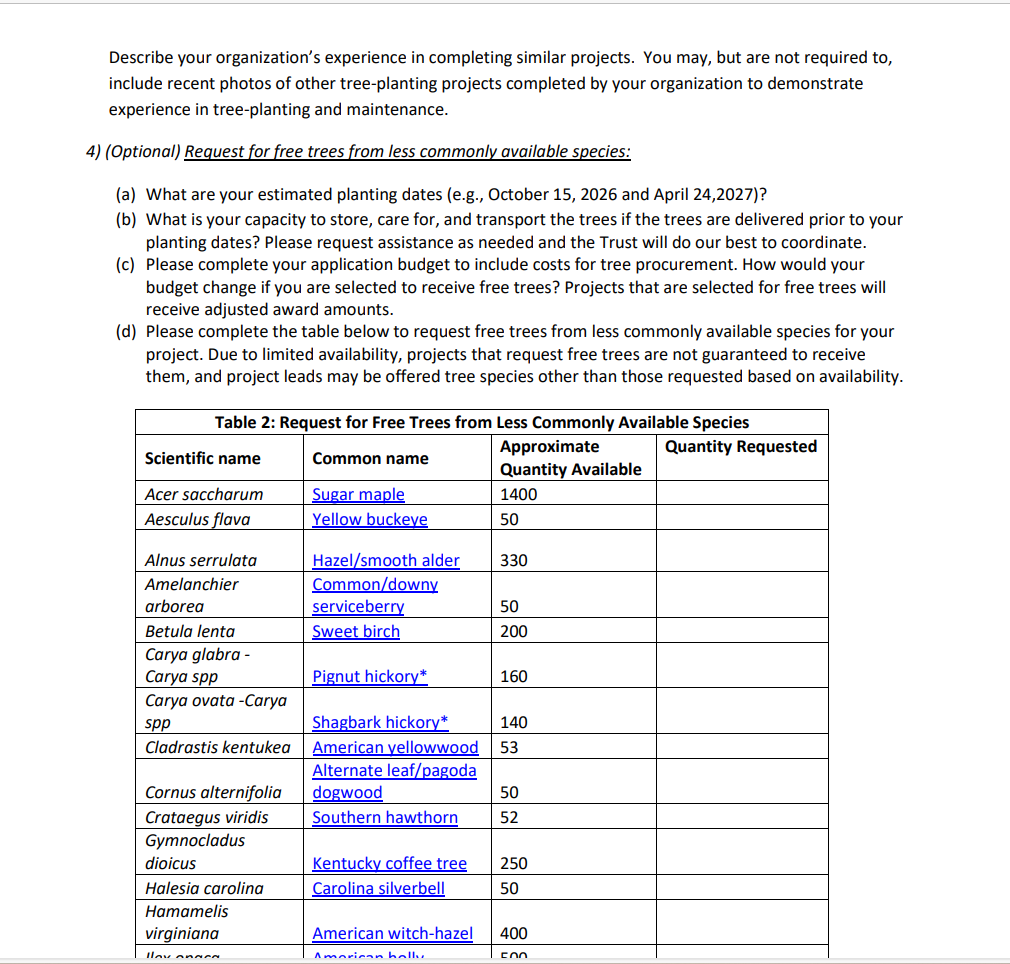 Describe your organization’s experience in completing similar projects.  You may, but are not required to,
include recent photos of other tree-planting projects completed by your organization to demonstrate
experience in tree-planting and maintenance.
4) (Optional) Request for free trees from less commonly available species:
(a) What are your estimated planting dates (e.g., October 15, 2026 and April 24,2027)?
(b) What is your capacity to store, care for, and transport the trees if the trees are delivered prior to your
planting dates? Please request assistance as needed and the Trust will do our best to coordinate.
(c) Please complete your application budget to include costs for tree procurement. How would your
budget change if you are selected to receive free trees? Projects that are selected for free trees will
receive adjusted award amounts.
(d) Please complete the table below to request free trees from less commonly available species for your
project. Due to limited availability, projects that request free trees are not guaranteed to receive
them, and project leads may be offered tree species other than those requested based on availability.
Table 2: Request for Free Trees from Less Commonly Available Species
Scientific name Common name Approximate Quantity Requested
Quantity Available
Acer saccharum Sugar maple 1400
Aesculus flava Yellow buckeye 50
Alnus serrulata Hazel/smooth alder 330
Amelanchier Common/downy
arborea serviceberry 50
Betula lenta Sweet birch 200
Carya glabra -
Carya spp Pignut hickory* 160
Carya ovata -Carya
spp Shagbark hickory* 140
Cladrastis kentukea American yellowwood 53
Alternate leaf/pagoda
Cornus alternifolia dogwood 50
Crataegus viridis Southern hawthorn 52
Gymnocladus
dioicus Kentucky coffee tree 250
Halesia carolina Carolina silverbell 50
Hamamelis
virginiana American witch-hazel 400
Ilex opaca American holly 500